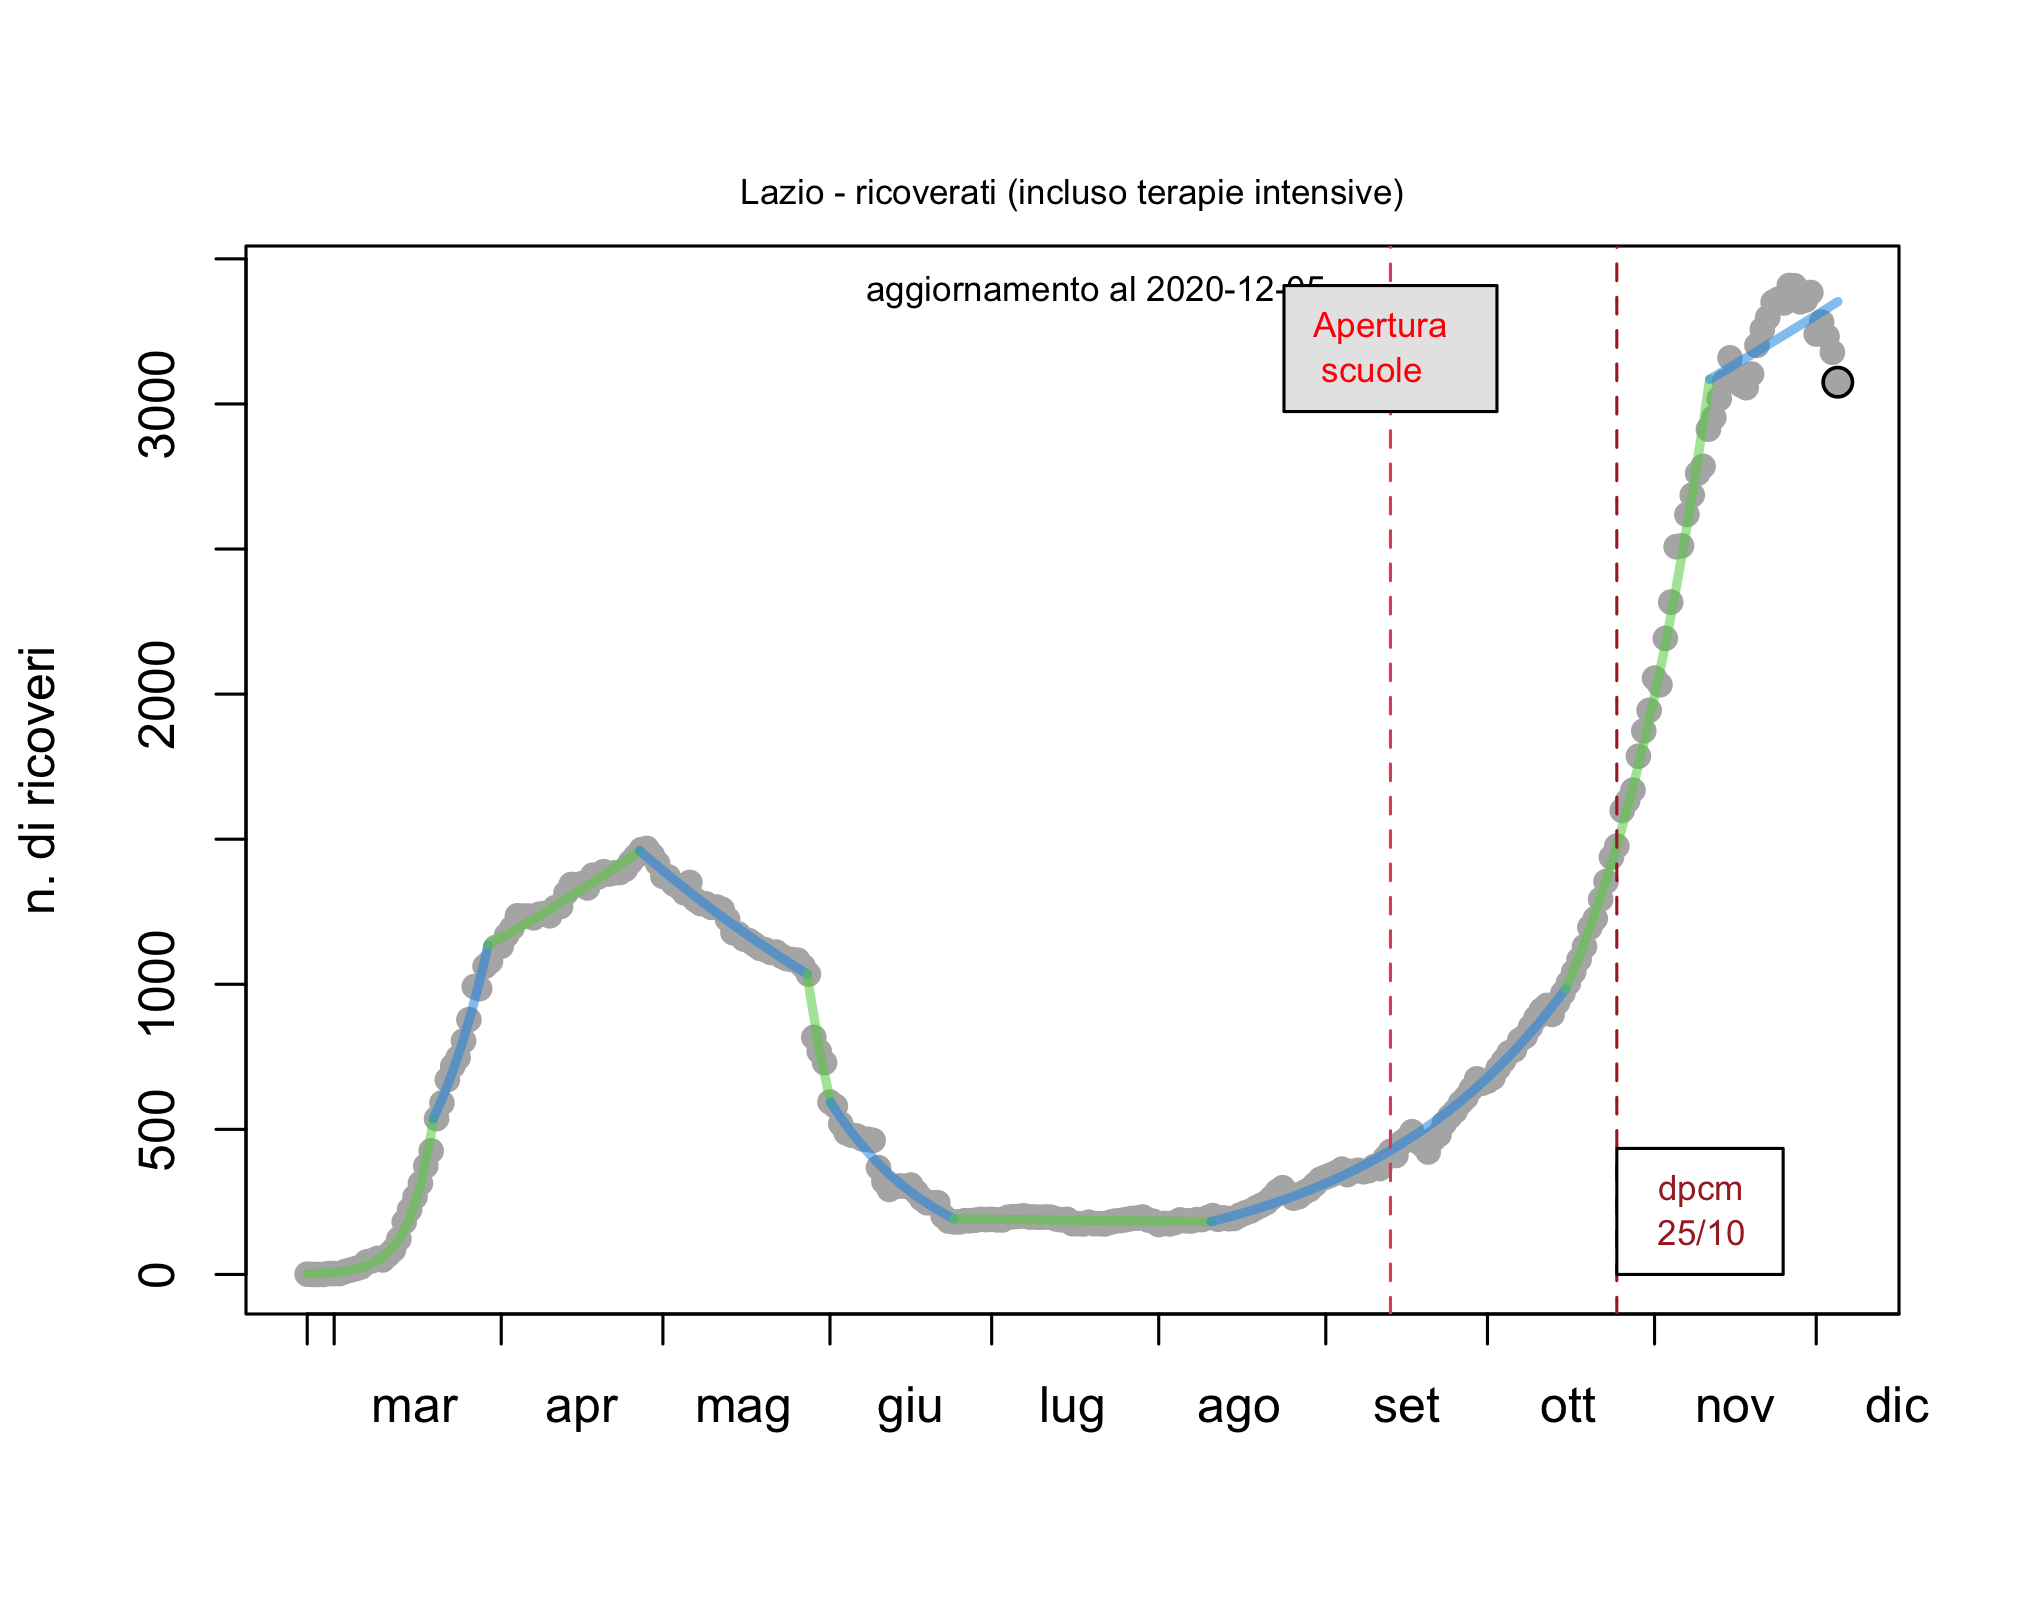 Lazio - ricoverati (incluso terapie intensive)
aggiornamento al 2020-12-05
Apertura
scuole
n. di ricoveri
3000
2000
1000
500
0
dpcm
25/10
mar apr mag giu lug ago set ott nov dic